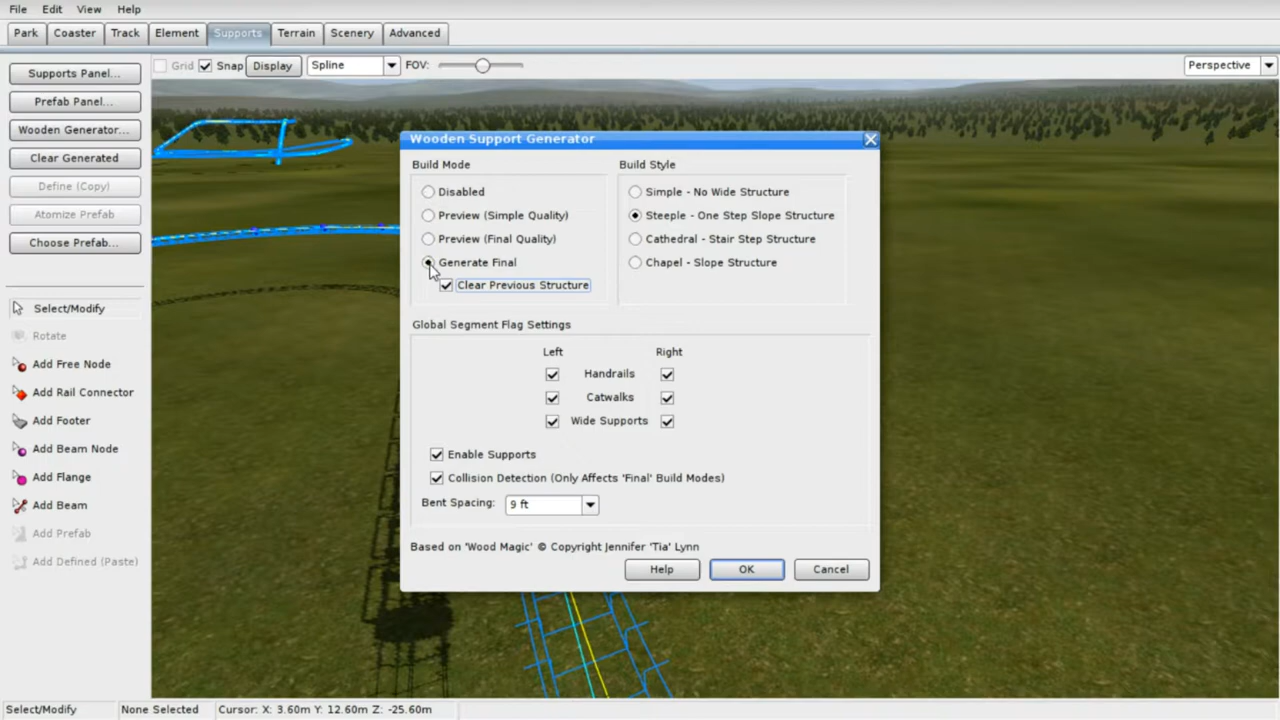 File Edit View Help
Park Coaster Track Element Supports Terrain Scenery Advanced
Grid Snap Display Spline FOV: Perspective
Supports Panel...
Prefab Panel...
Wooden Generator...
Clear Generated
Define (Copy)
Atomize Prefab
Choose Prefab...
Select/Modify
Rotate
Add Free Node
Add Rail Connector
Add Footer
Add Beam Node
Add Flange
Add Beam
Add Prefab
Add Defined (Paste)
Wooden Support Generator
Build Mode
Disabled
Preview (Simple Quality)
Preview (Final Quality)
Generate Final
Clear Previous Structure
Build Style
Simple - No Wide Structure
Steeple - One Step Slope Structure
Cathedral - Stair Step Structure
Chapel - Slope Structure
Global Segment Flag Settings
Left Right
Handrails
Catwalks
Wide Supports
Enable Supports
Collision Detection (Only Affects 'Final' Build Modes)
Bent Spacing: 9 ft
Based on 'Wood Magic' © Copyright Jennifer 'Tia' Lynn
Help OK Cancel
Select/Modify None Selected Cursor: X: 3.60m Y: 12.60m Z: -25.60m